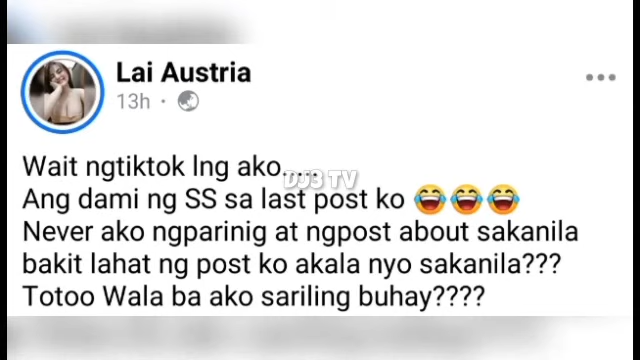 Lai Austria
13h ·
Wait ngtiktok lng ako.....
DJ3 TV
Ang dami ng SS sa last post ko 😂😂😂
Never ako ngparinig at ngpost about sakanila
bakit lahat ng post ko akala nyo sakanila???
Totoo Wala ba ako sariling buhay????